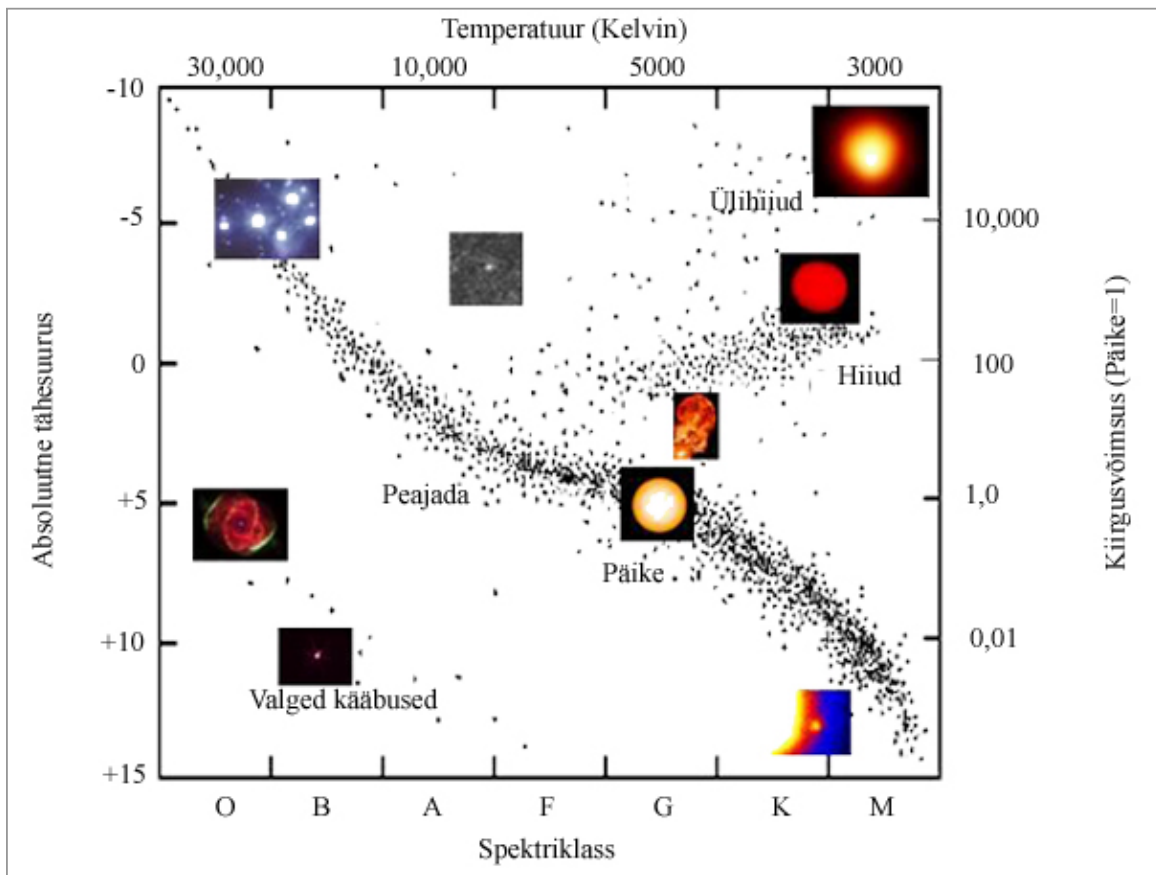 Temperatuur (Kelvin)
30,000 10,000 5000 3000
-10
Ülihijud
-5 10,000
Absoluutne tähesuurus
Kiirgusvõimsus (Päike=1)
0 100
Hiiud
Peajada
+5 1,0
Päike
+10 0,01
Valged kääbused
+15
O B A F G K M
Spektriklass